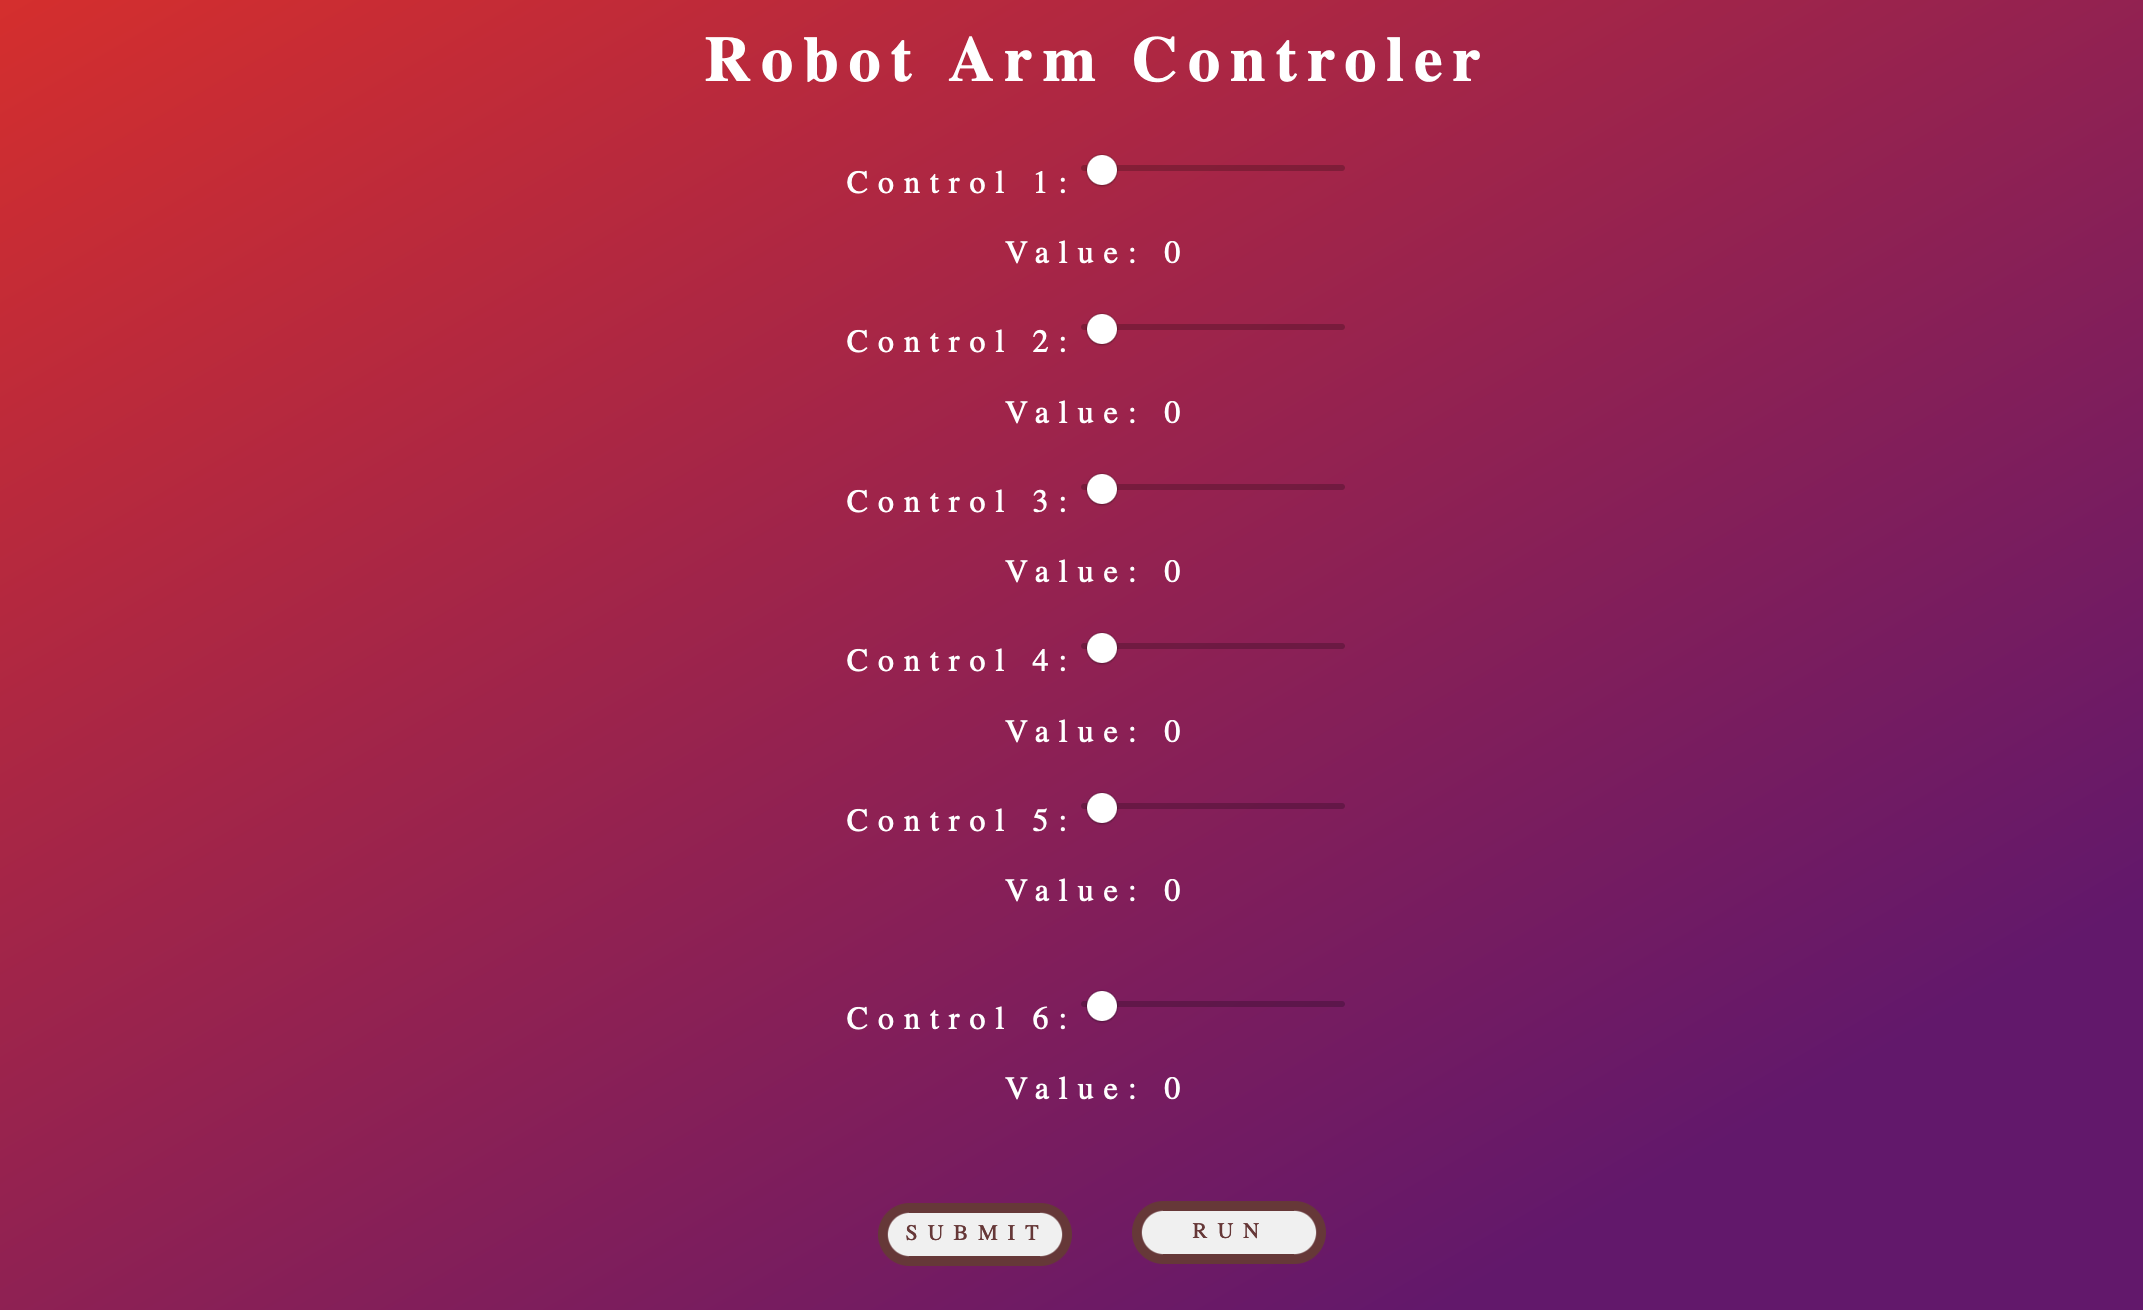 Robot Arm Controler
Control 1:
Value: 0
Control 2:
Value: 0
Control 3:
Value: 0
Control 4:
Value: 0
Control 5:
Value: 0
Control 6:
Value: 0
SUBMIT RUN